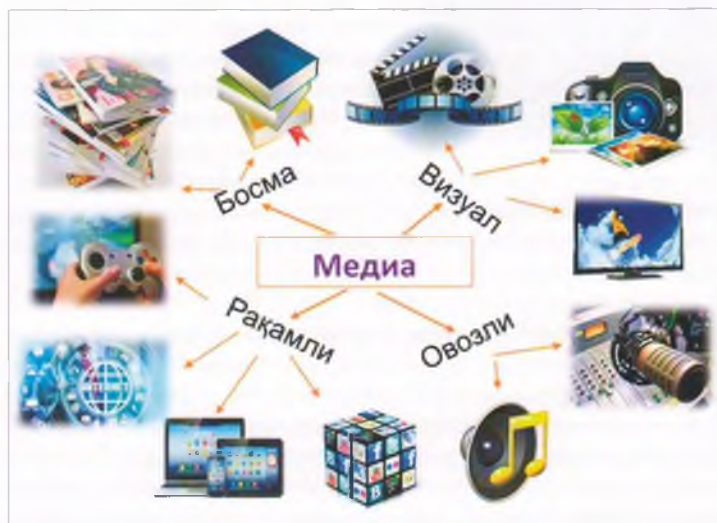 Босма
Визуал
Медиа
Рақамли
Овозли